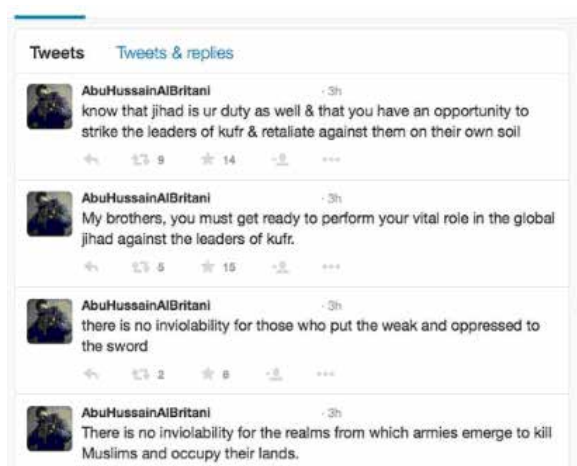 Tweets Tweets & replies
AbuHussainAlBritani · 3h
know that jihad is ur duty as well & that you have an opportunity to
strike the leaders of kufr & retaliate against them on their own soil
9 14
AbuHussainAlBritani · 3h
My brothers, you must get ready to perform your vital role in the global
jihad against the leaders of kufr.
5 15
AbuHussainAlBritani · 3h
there is no inviolability for those who put the weak and oppressed to
the sword
2 8
AbuHussainAlBritani · 3h
There is no inviolability for the realms from which armies emerge to kill
Muslims and occupy their lands.